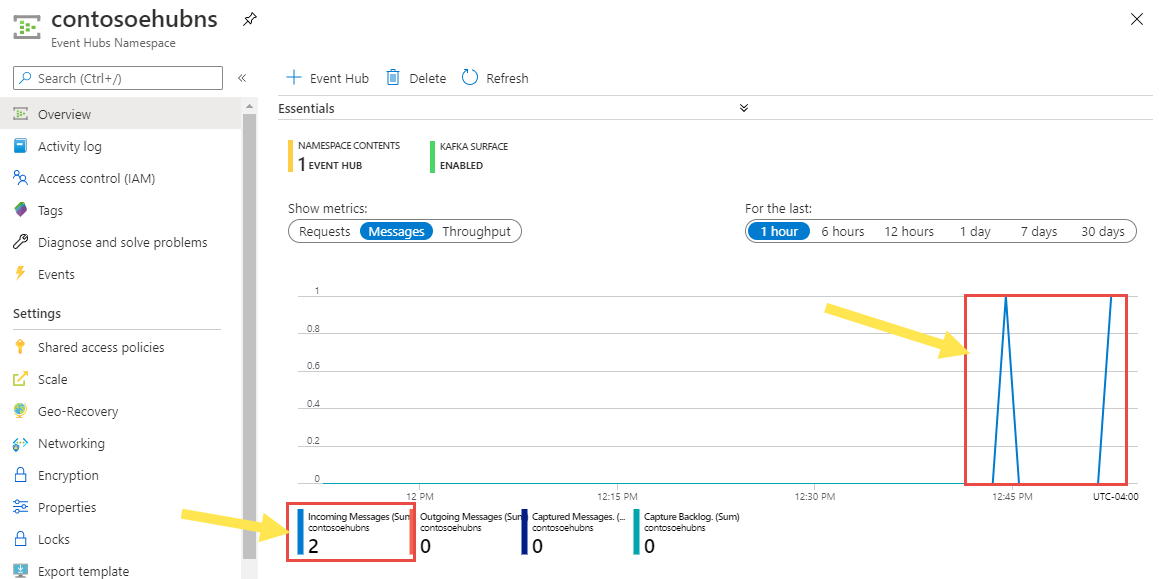 contosoehubns
Event Hubs Namespace
Search (Ctrl+/)
Overview
Activity log
Access control (IAM)
Tags
Diagnose and solve problems
Events
Settings
Shared access policies
Scale
Geo-Recovery
Networking
Encryption
Properties
Locks
Export template
Event Hub Delete Refresh
Essentials
NAMESPACE CONTENTS
1 EVENT HUB
KAFKA SURFACE
ENABLED
Show metrics:
Requests Messages Throughput
For the last:
1 hour 6 hours 12 hours 1 day 7 days 30 days
1
0.8
0.6
0.4
0.2
0
12 PM 12:15 PM 12:30 PM 12:45 PM UTC-04:00
Incoming Messages (Sum
contosoehubns
2
Outgoing Messages (Sum
contosoehubns
0
Captured Messages. (...
contosoehubns
0
Capture Backlog. (Sum)
contosoehubns
0